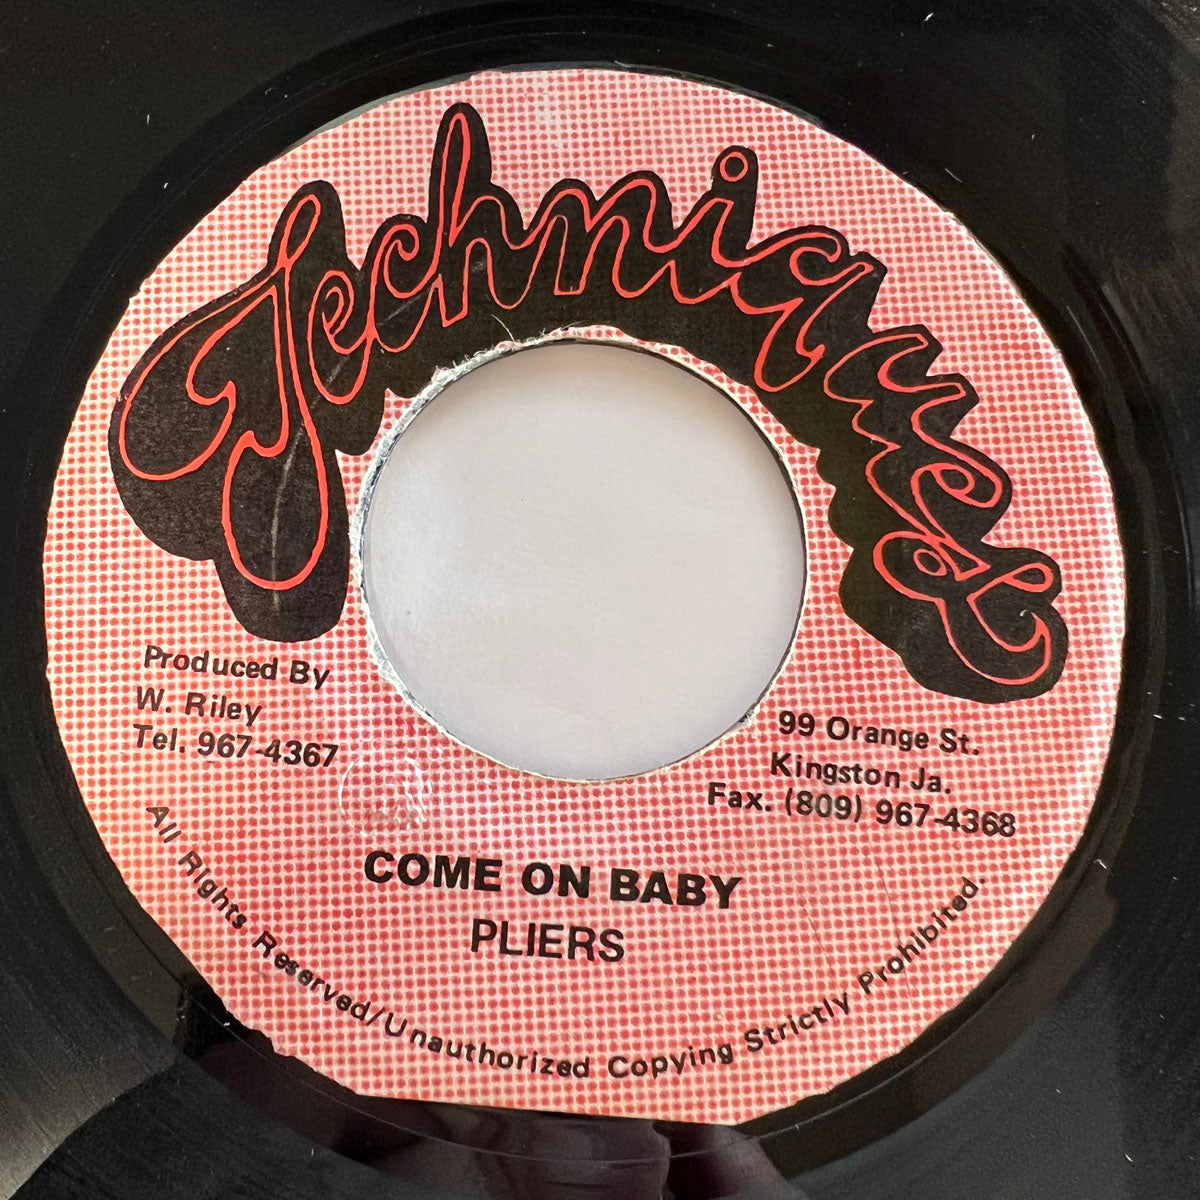 Techniques
Produced By
W. Riley
Tel. 967-4367
99 Orange St.
Kingston Ja.
Fax. (809) 967-4368
COME ON BABY
PLIERS
All Rights Reserved/Unauthorized Copying Strictly Prohibited.